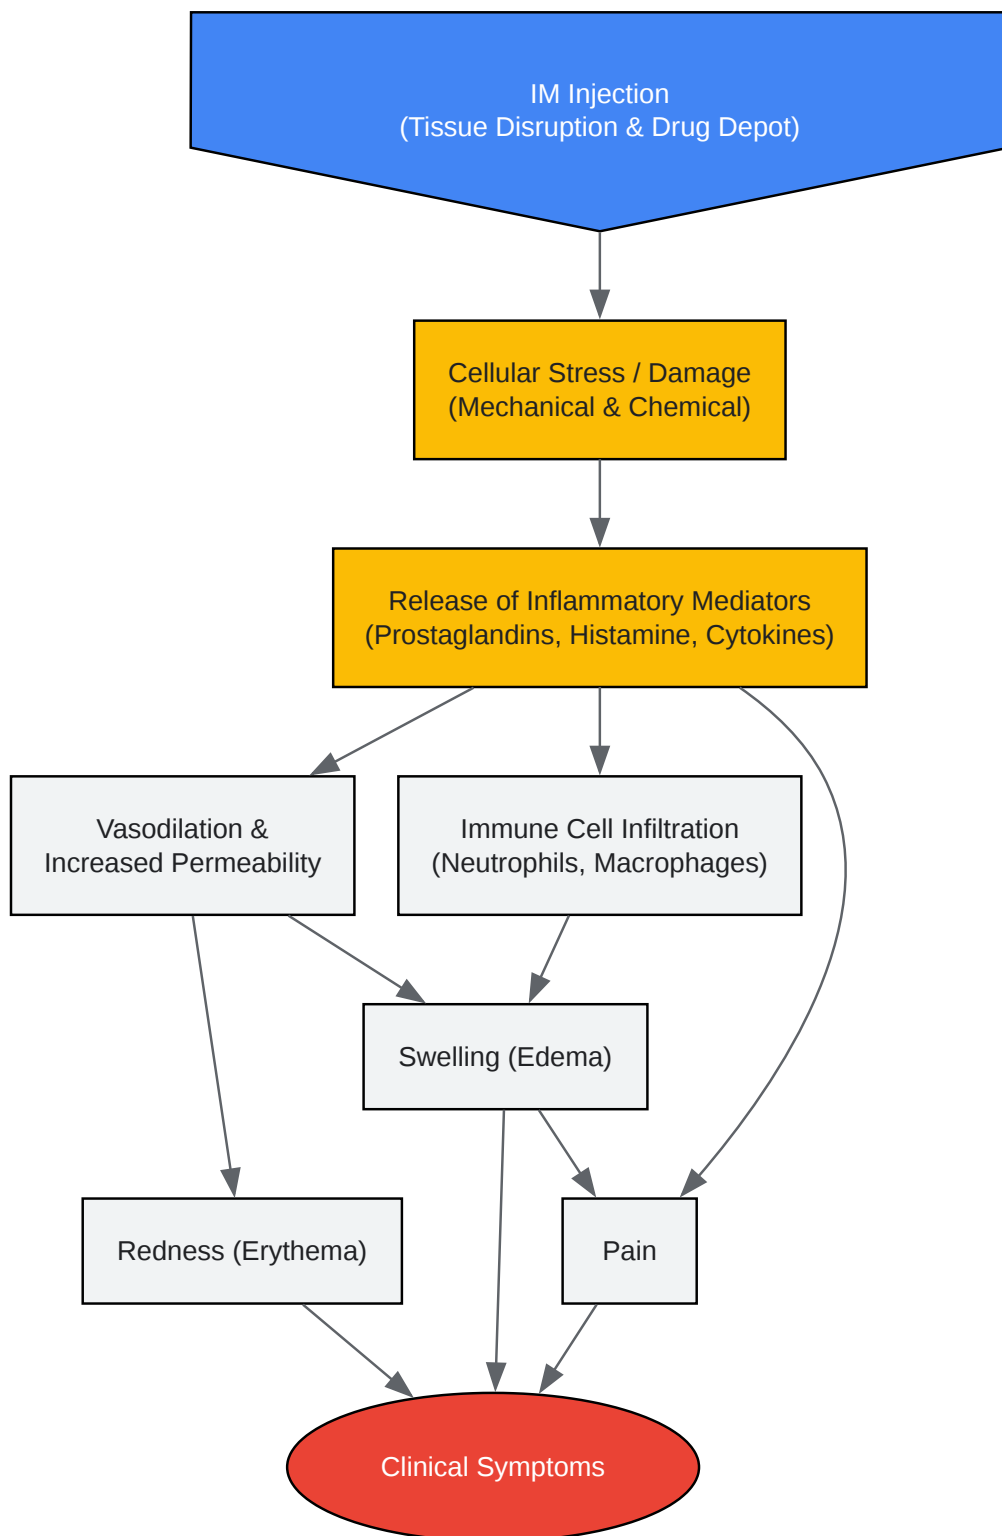 IM Injection
(Tissue Disruption & Drug Depot)
Cellular Stress / Damage
(Mechanical & Chemical)
Release of Inflammatory Mediators
(Prostaglandins, Histamine, Cytokines)
Vasodilation &
Increased Permeability
Immune Cell Infiltration
(Neutrophils, Macrophages)
Swelling (Edema)
Redness (Erythema)
Pain
Clinical Symptoms